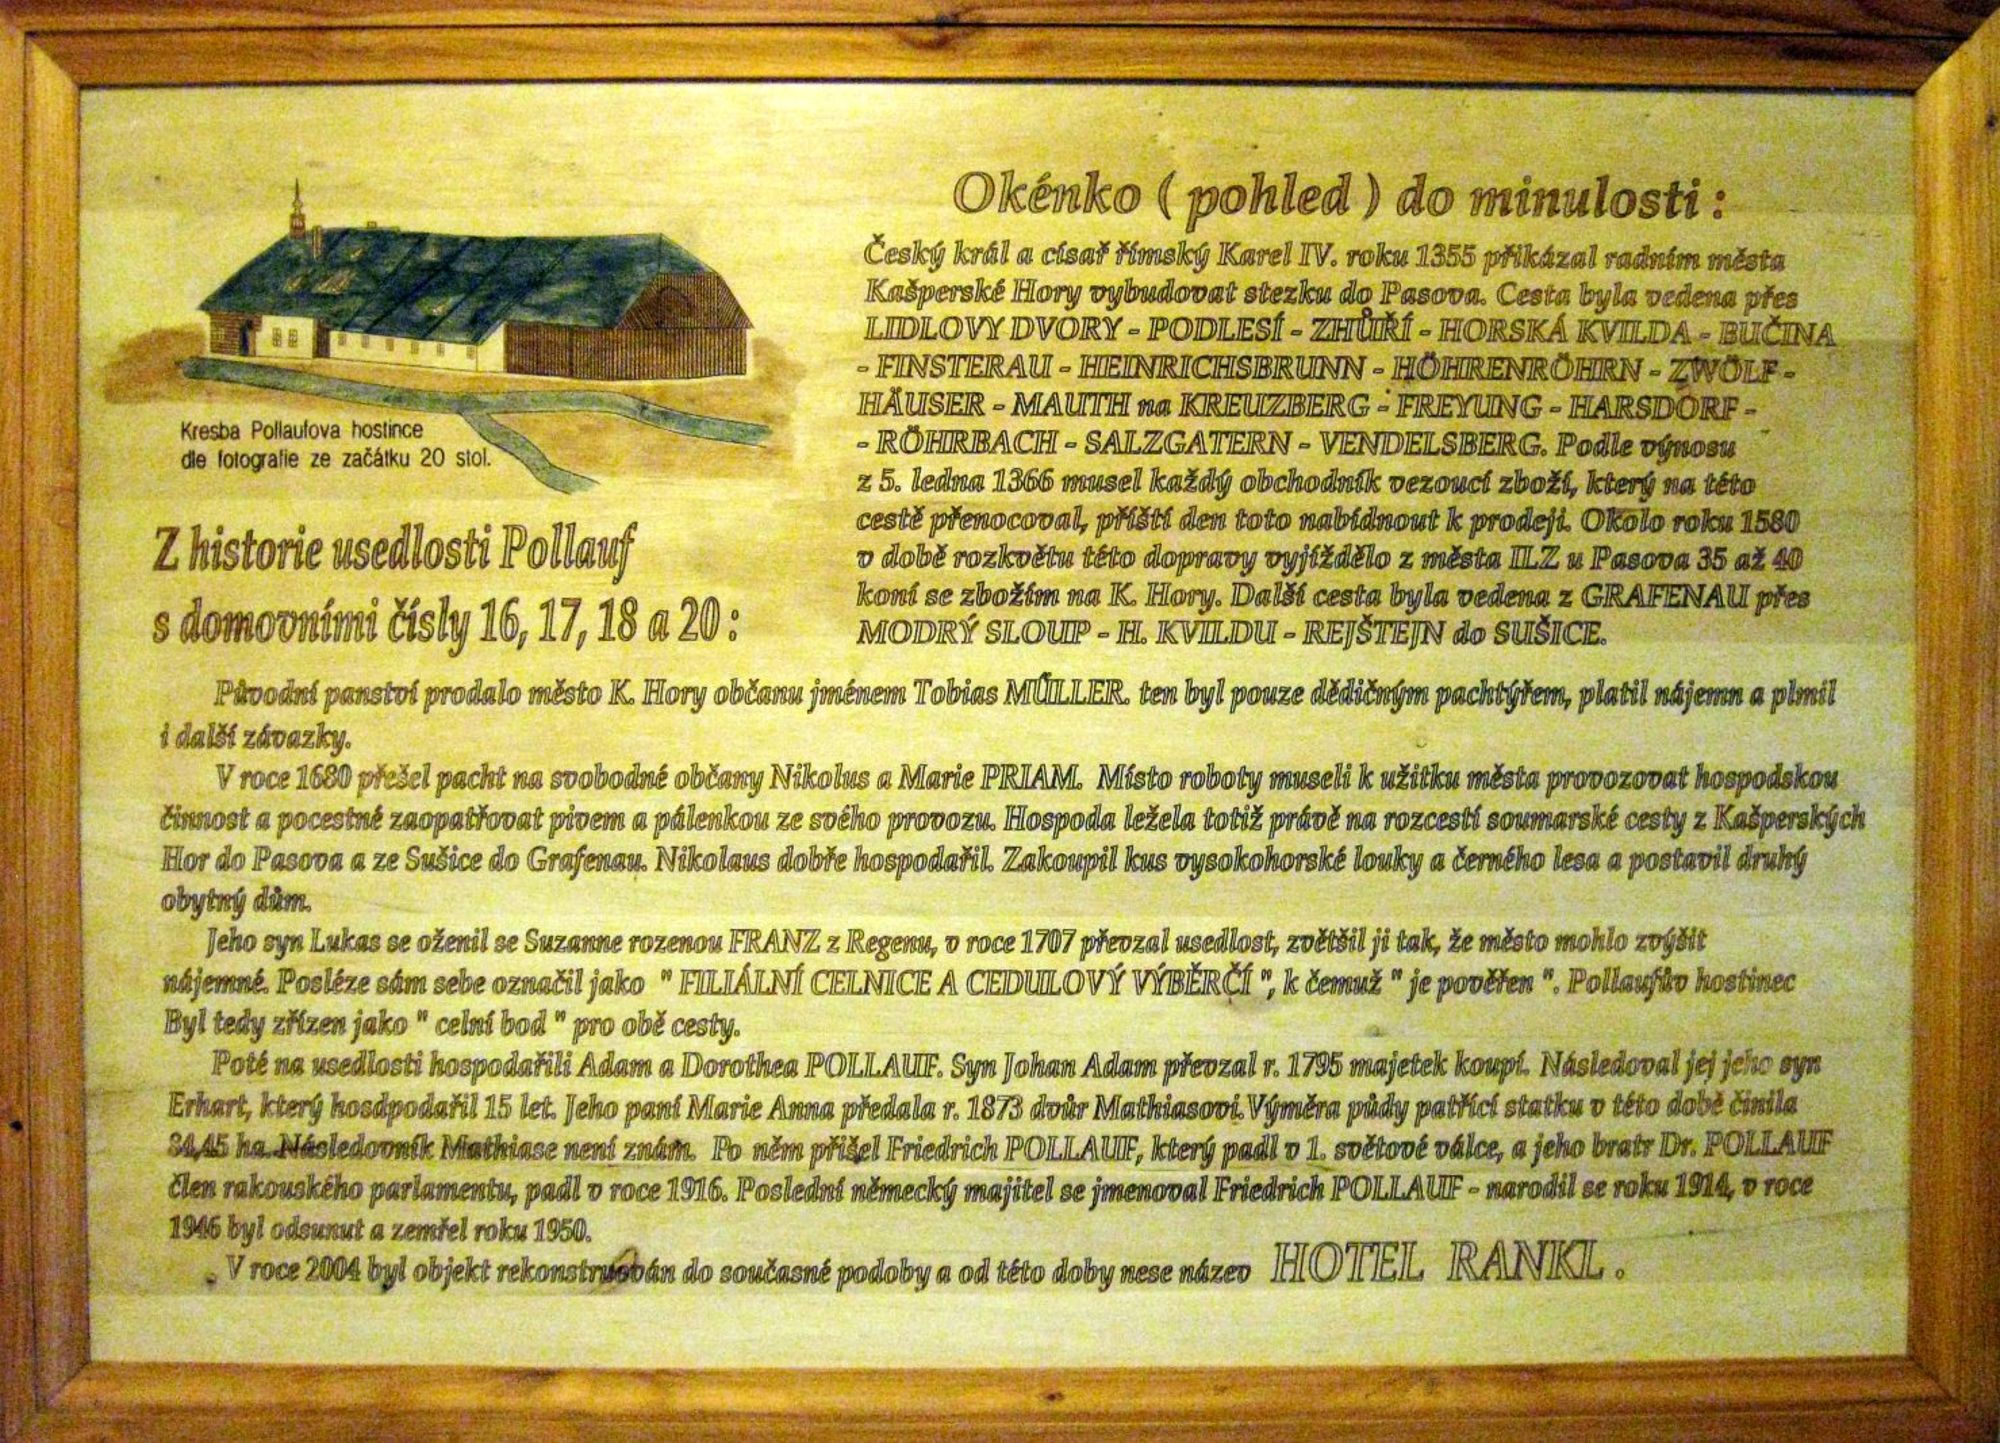 Okénko ( pohled ) do minulosti :
Český král a císař římský Karel IV. roku 1355 přikázal radním města
Kašperské Hory vybudovat stezku do Pasova. Cesta byla vedena přes
LIDLOVY DVORY - PODLESÍ - ZHŮŘÍ - HORSKÁ KVILDA - BUČINA
- FINSTERAU - HEINRICHSBRUNN - HÖHRENRÖHRN - ZWÖLF -
HÄUSER - MAUTH na KREUZBERG - FREYUNG - HARSDORF -
- RÖHRBACH - SALZGATERN - VENDELSBERG. Podle výnosu
z 5. ledna 1366 musel každý obchodník vezoucí zboží, který na této
cestě přenocoval, příští den toto nabídnout k prodeji. Okolo roku 1580
v době rozkvětu této dopravy vyjíždělo z města ILZ u Pasova 35 až 40
koní se zbožím na K. Hory. Další cesta byla vedena z GRAFENAU přes
MODRÝ SLOUP - H. KVILDU - REJŠTEJN do SUŠICE.
Kresba Pollaufova hostince
dle fotografie ze začátku 20 stol.
Z historie usedlosti Pollauf
s domovními čísly 16, 17, 18 a 20 :
Původní panství prodalo město K. Hory občanu jménem Tobias MŰLLER. ten byl pouze dědičným pachtýřem, platil nájemn a plmil
i další závazky.
V roce 1680 přešel pacht na svobodné občany Nikolus a Marie PRIAM. Místo roboty museli k užitku města provozovat hospodskou
činnost a pocestné zaopatřovat pivem a pálenkou ze svého provozu. Hospoda ležela totiž právě na rozcestí soumarské cesty z Kašperských
Hor do Pasova a ze Sušice do Grafenau. Nikolaus dobře hospodařil. Zakoupil kus vysokohorské louky a černého lesa a postavil druhý
obytný dům.
Jeho syn Lukas se oženil se Suzanne rozenou FRANZ z Regenu, v roce 1707 převzal usedlost, zvětšil ji tak, že město mohlo zvýšit
nájemné. Posléze sám sebe označil jako " FILIÁLNÍ CELNICE A CEDULOVÝ VÝBĚRČÍ ", k čemuž " je pověřen ". Pollaufův hostinec
Byl tedy zřízen jako " celní bod " pro obě cesty.
Poté na usedlosti hospodařili Adam a Dorothea POLLAUF. Syn Johan Adam převzal r. 1795 majetek koupí. Následoval jej jeho syn
Erhart, který hosdpodařil 15 let. Jeho paní Marie Anna předala r. 1873 dvůr Mathiasovi. Výměra půdy patřící statku v této době činila
34,45 ha. Následovník Mathiase není znám. Po něm přišel Friedrich POLLAUF, který padl v 1. světové válce, a jeho bratr Dr. POLLAUF
člen rakouského parlamentu, padl v roce 1916. Poslední německý majitel se jmenoval Friedrich POLLAUF - narodil se roku 1914, v roce
1946 byl odsunut a zemřel roku 1950.
V roce 2004 byl objekt rekonstruován do současné podoby a od této doby nese název HOTEL RANKL .